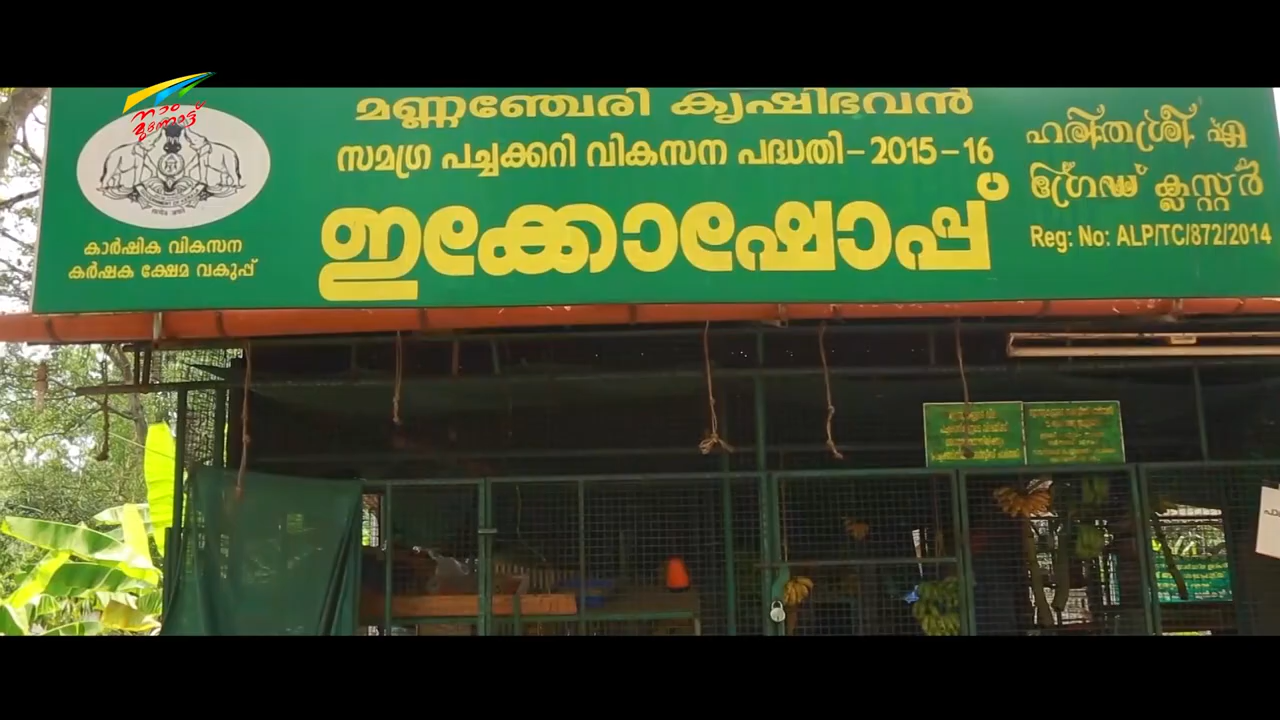 നാം
മുന്നോട്ട്
മണ്ണഞ്ചേരി കൃഷിഭവൻ
സമഗ്ര പച്ചക്കറി വികസന പദ്ധതി – 2015 – 16
ഇക്കോഷോപ്പ്
കാർഷിക വികസന
കർഷക ക്ഷേമ വകുപ്പ്
ഹരിതശ്രീ എ
ഗ്രേഡ് ക്ലസ്റ്റർ
Reg: No: ALP/TC/872/2014